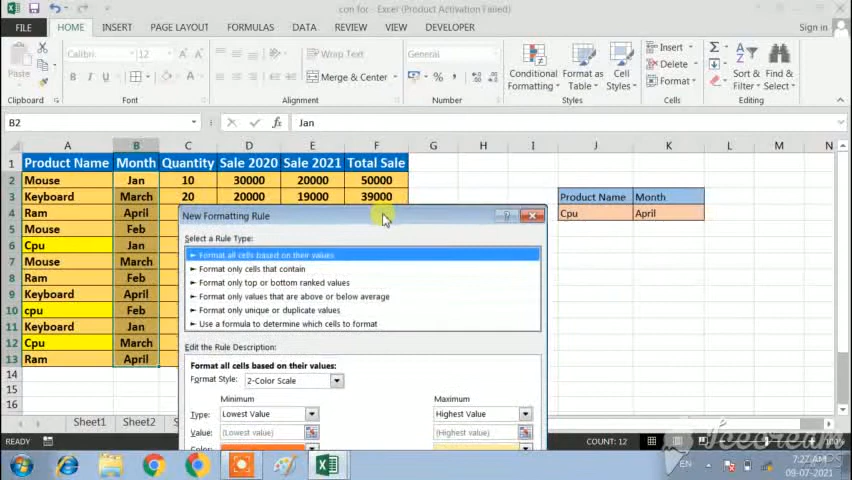 con for - Excel (Product Activation Failed)
FILE HOME INSERT PAGE LAYOUT FORMULAS DATA REVIEW VIEW DEVELOPER Sign in
Paste Calibri 12 Wrap Text General Conditional Formatting Format as Table Cell Styles Insert Sort & Filter Find & Select
B I U Merge & Center % Delete
Format
Clipboard Font Alignment Number Styles Cells Editing
B2 fx Jan
A B C D E F G H I J K L M N
1 Product Name Month Quantity Sale 2020 Sale 2021 Total Sale
2 Mouse Jan 10 30000 20000 50000
3 Keyboard March 20 20000 19000 39000 Product Name Month
4 Ram April Cpu April
5 Mouse Feb
6 Cpu Jan
7 Mouse March
8 Ram Feb
9 Keyboard April
10 cpu Feb
11 Keyboard Jan
12 Cpu March
13 Ram April
14
15
16
New Formatting Rule
Select a Rule Type:
► Format all cells based on their values
► Format only cells that contain
► Format only top or bottom ranked values
► Format only values that are above or below average
► Format only unique or duplicate values
► Use a formula to determine which cells to format
Edit the Rule Description:
Format all cells based on their values:
Format Style: 2-Color Scale
Minimum Maximum
Type: Lowest Value Highest Value
Value: (Lowest value) (Highest value)
Color:
Sheet1 Sheet2
READY COUNT: 12 100%
Icecream
APPS
EN 7:27 AM
09-07-2021